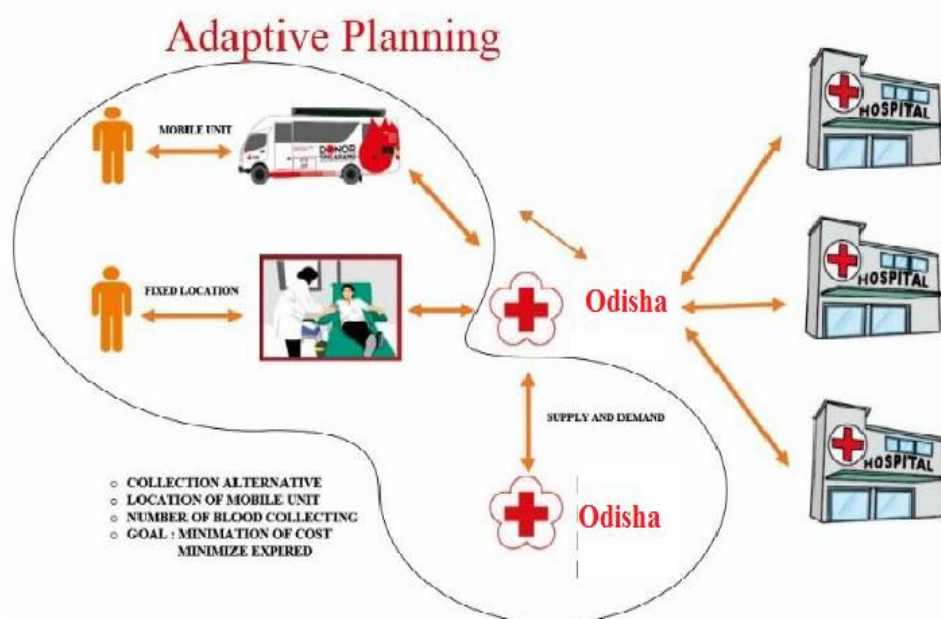 Adaptive Planning
MOBILE UNIT
DONOR
HOSPITAL
FIXED LOCATION
Odisha
HOSPITAL
SUPPLY AND DEMAND
HOSPITAL
○ COLLECTION ALTERNATIVE
○ LOCATION OF MOBILE UNIT
○ NUMBER OF BLOOD COLLECTING
○ GOAL : MINIMATION OF COST
MINIMIZE EXPIRED
Odisha